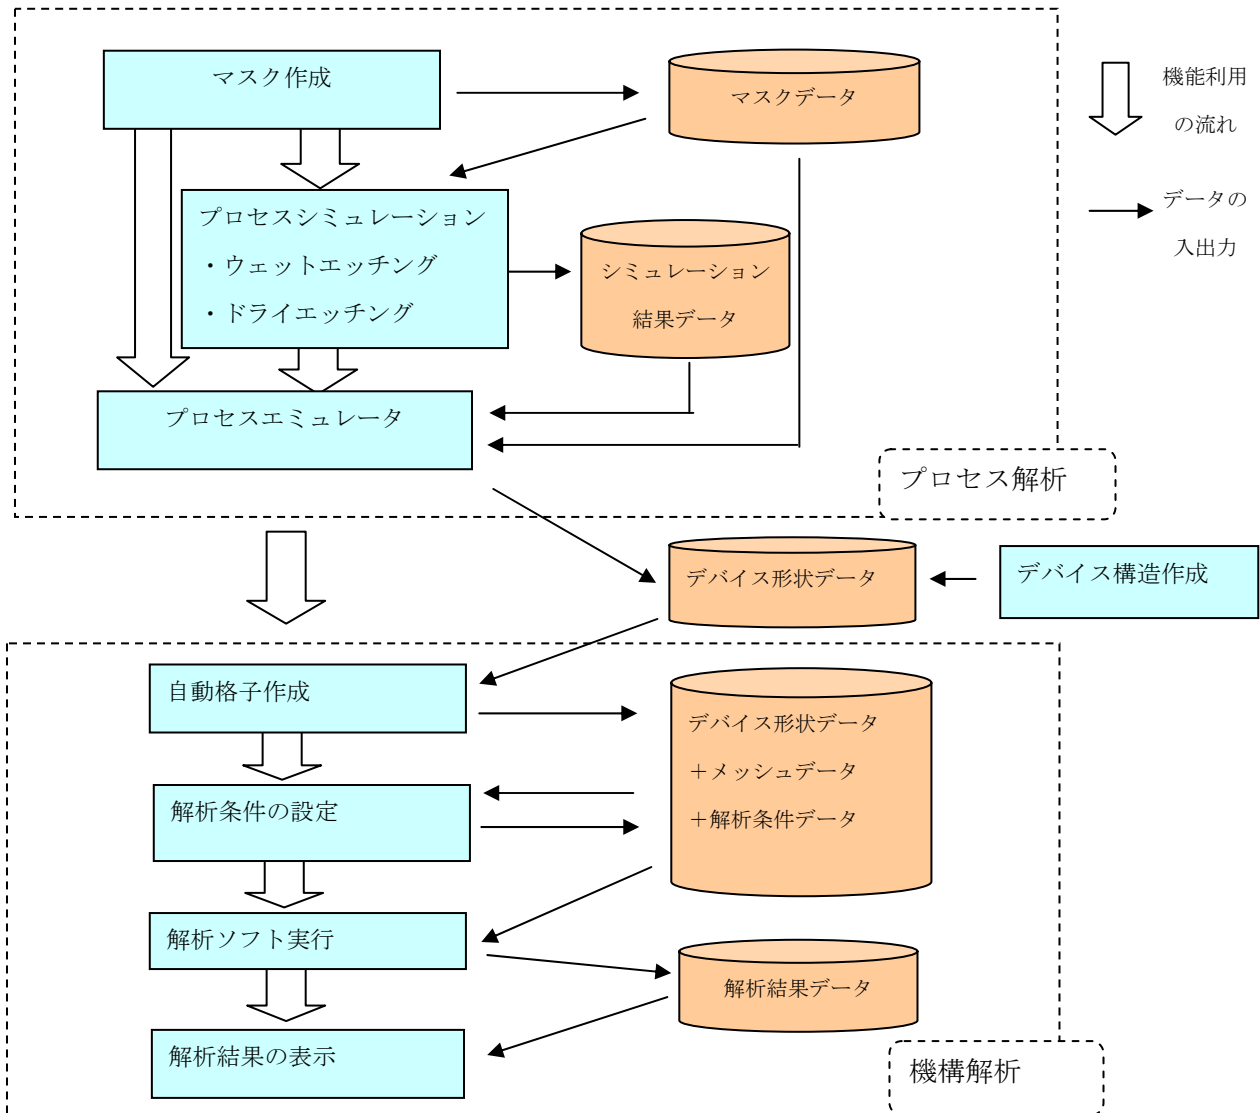 マスク作成
マスクデータ
機能利用
の流れ
プロセスシミュレーション
・ウェットエッチング
・ドライエッチング
シミュレーション
結果データ
データの
入出力
プロセスエミュレータ
プロセス解析
デバイス形状データ
デバイス構造作成
自動格子作成
デバイス形状データ
+メッシュデータ
+解析条件データ
解析条件の設定
解析ソフト実行
解析結果データ
解析結果の表示
機構解析